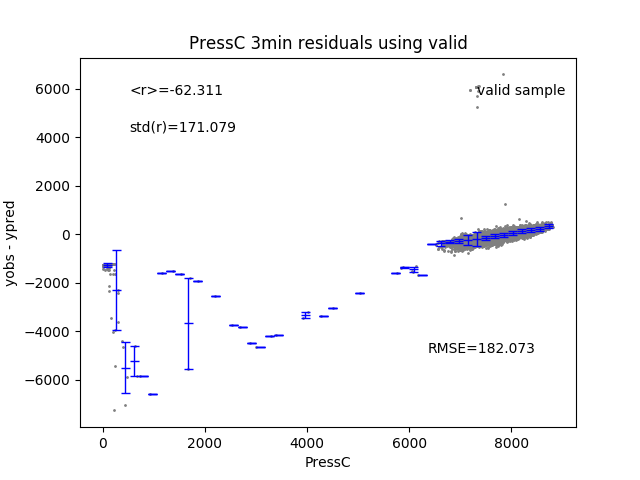 PressC 3min residuals using valid
<r>=-62.311
valid sample
std(r)=171.079
RMSE=182.073
yobs - ypred
6000
4000
2000
0
−2000
−4000
−6000
0 2000 4000 6000 8000
PressC